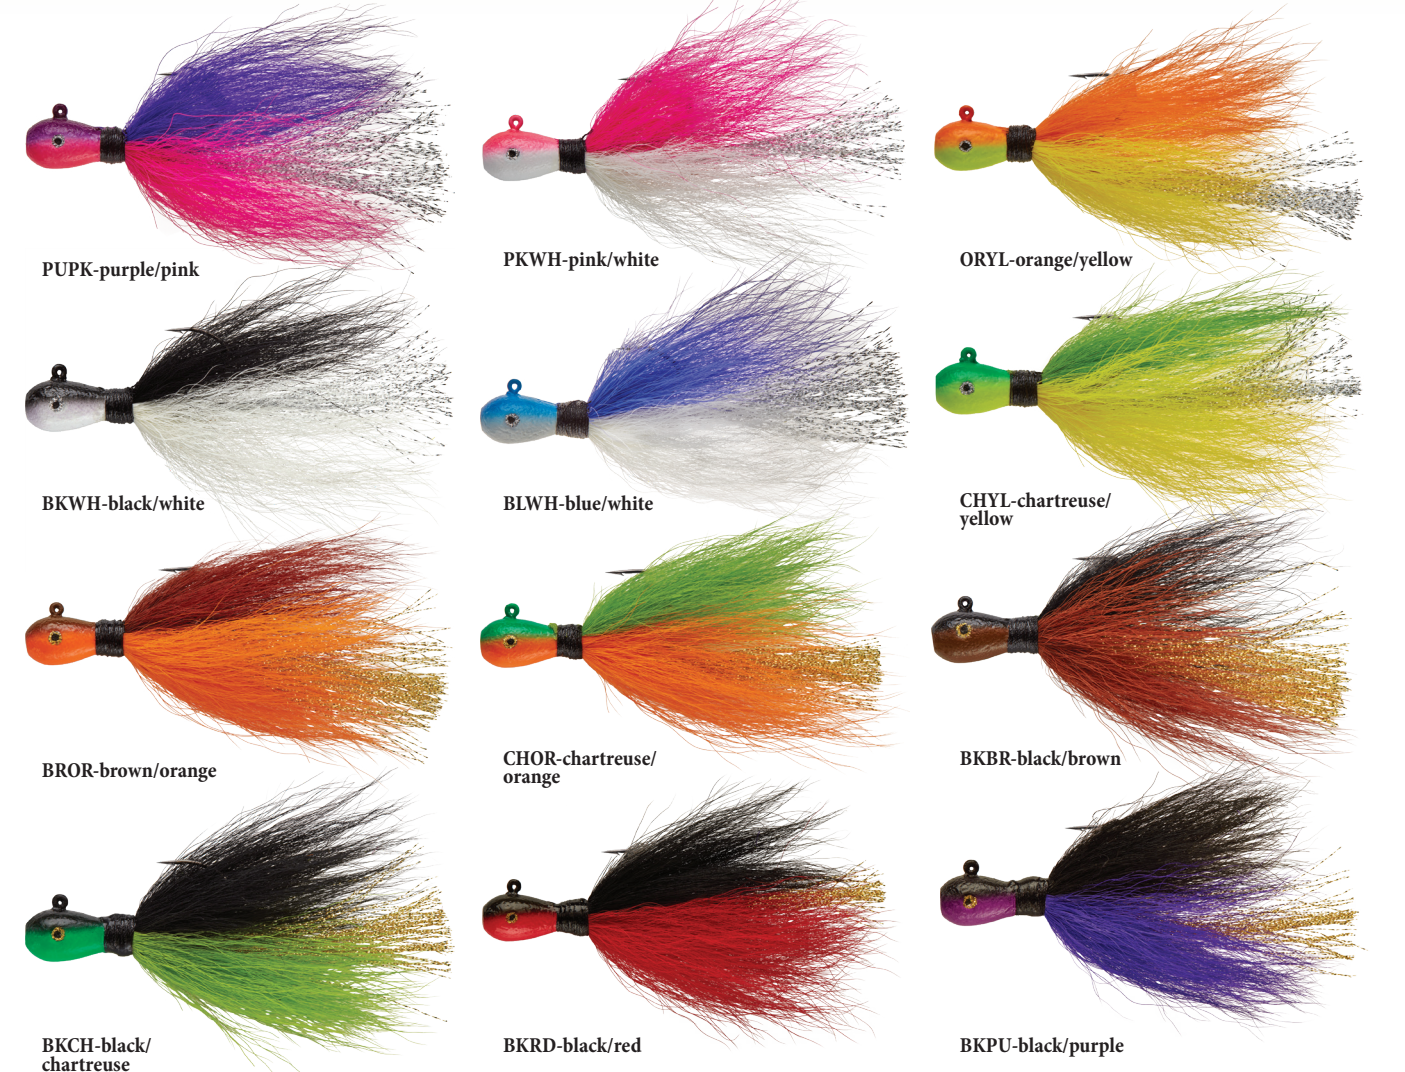 PUPK-purple/pink
PKWH-pink/white
ORYL-orange/yellow
BKWH-black/white
BLWH-blue/white
CHYL-chartreuse/
yellow
BROR-brown/orange
CHOR-chartreuse/
orange
BKBR-black/brown
BKCH-black/
chartreuse
BKRD-black/red
BKPU-black/purple